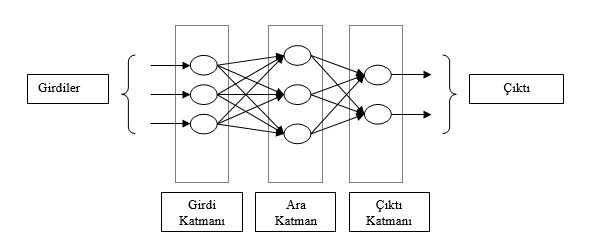 Girdiler
Çıktı
Girdi
Katmanı
Ara
Katman
Çıktı
Katmanı